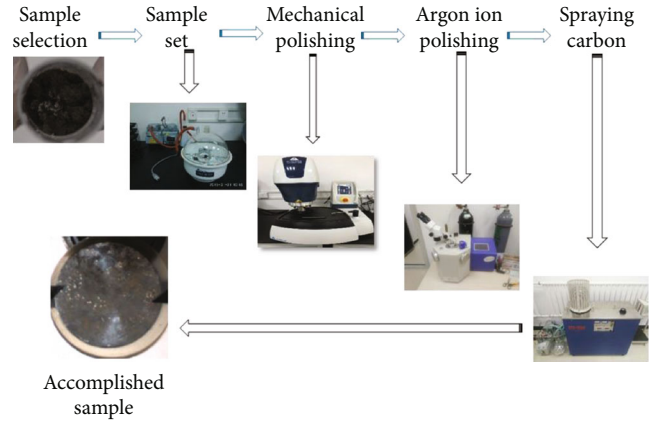 Sample
selection
Sample
set
Mechanical
polishing
Argon ion
polishing
Spraying
carbon
Accomplished
sample